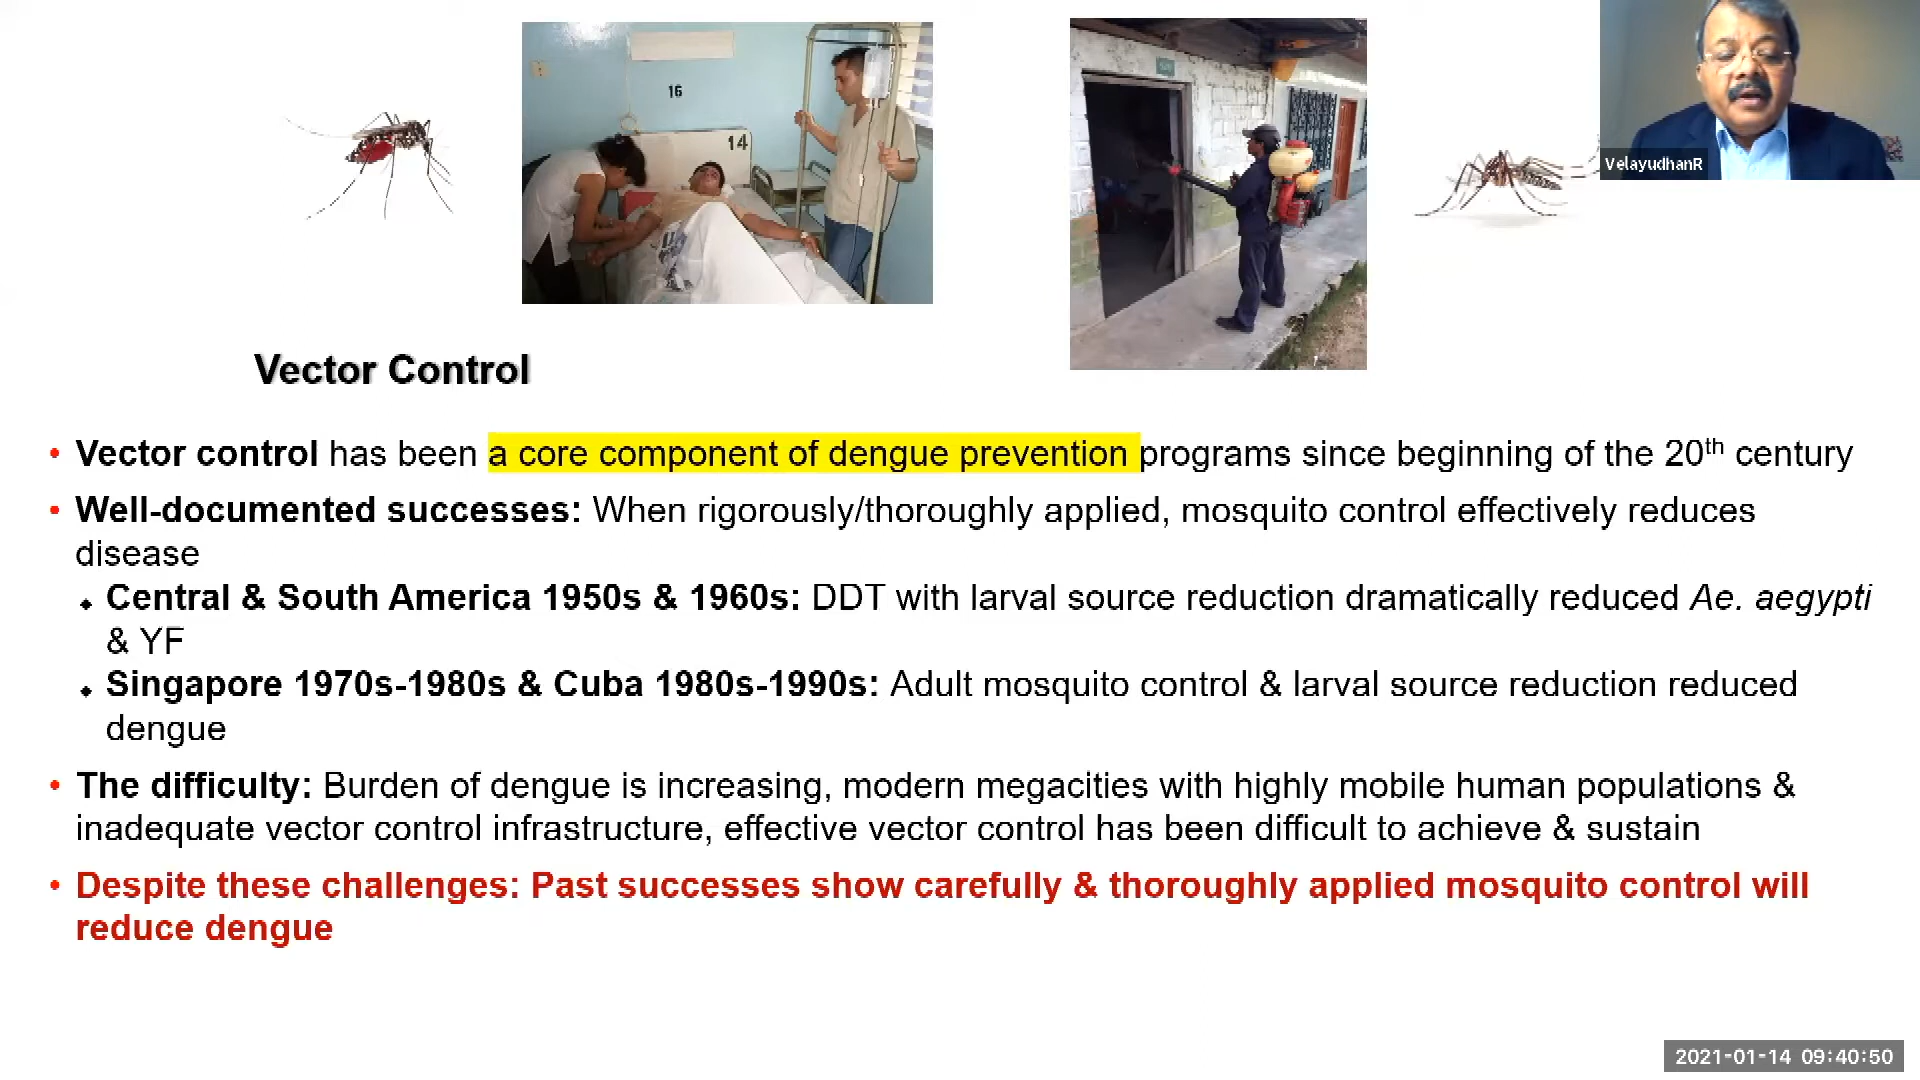 16
14
VelayudhanR
Vector Control
• Vector control has been a core component of dengue prevention programs since beginning of the 20th century
• Well-documented successes: When rigorously/thoroughly applied, mosquito control effectively reduces
disease
Central & South America 1950s & 1960s: DDT with larval source reduction dramatically reduced Ae. aegypti
& YF
Singapore 1970s-1980s & Cuba 1980s-1990s: Adult mosquito control & larval source reduction reduced
dengue
• The difficulty: Burden of dengue is increasing, modern megacities with highly mobile human populations &
inadequate vector control infrastructure, effective vector control has been difficult to achieve & sustain
• Despite these challenges: Past successes show carefully & thoroughly applied mosquito control will
reduce dengue
2021-01-14 09:40:50